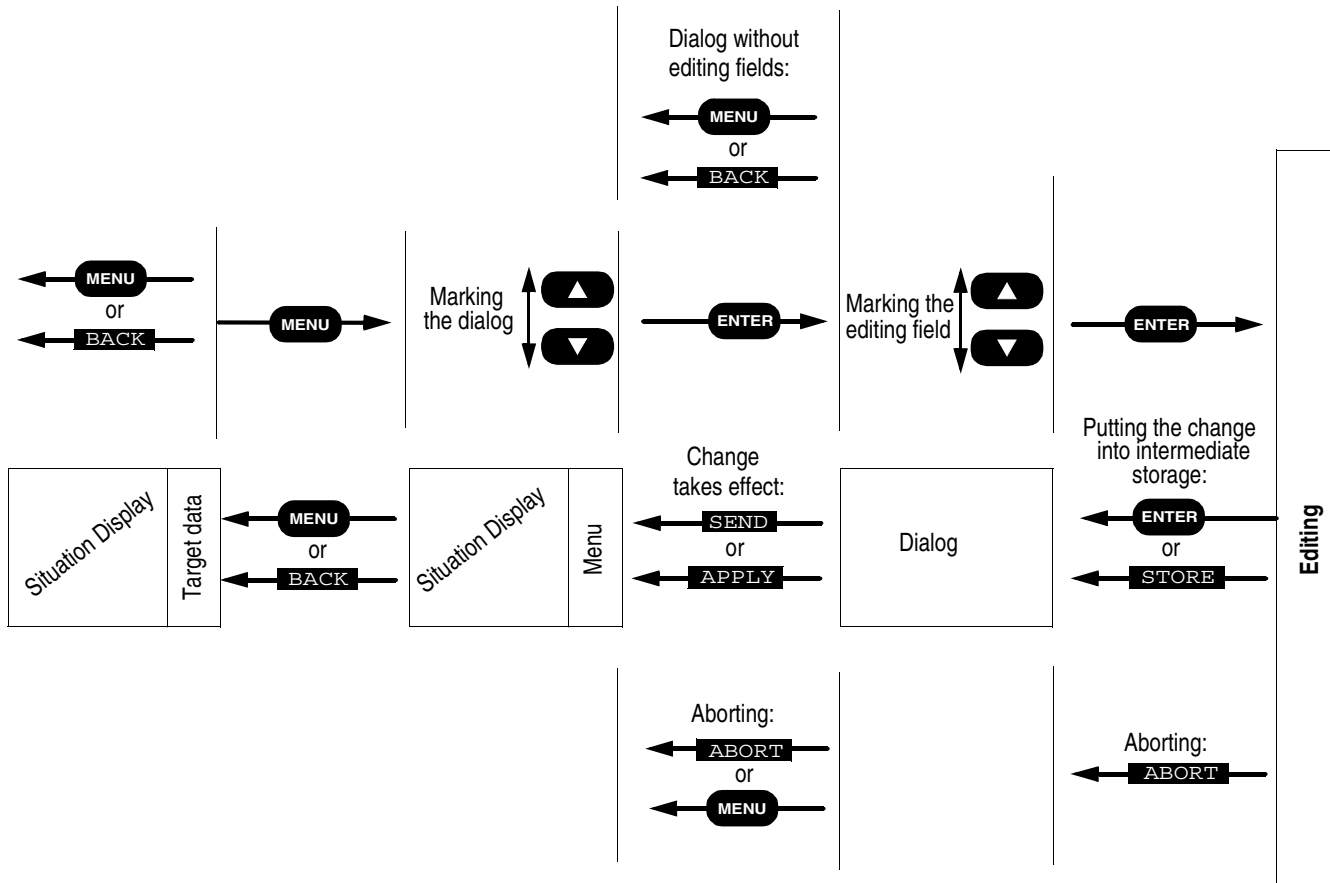 Dialog without
editing fields:
MENU
or
BACK
MENU
or
BACK
MENU
Marking
the dialog
ENTER
Marking the
editing field
ENTER
Situation Display
Target data
MENU
or
BACK
Situation Display
Menu
Change
takes effect:
SEND
or
APPLY
Dialog
Putting the change
into intermediate
storage:
ENTER
or
STORE
Editing
Aborting:
ABORT
or
MENU
Aborting:
ABORT